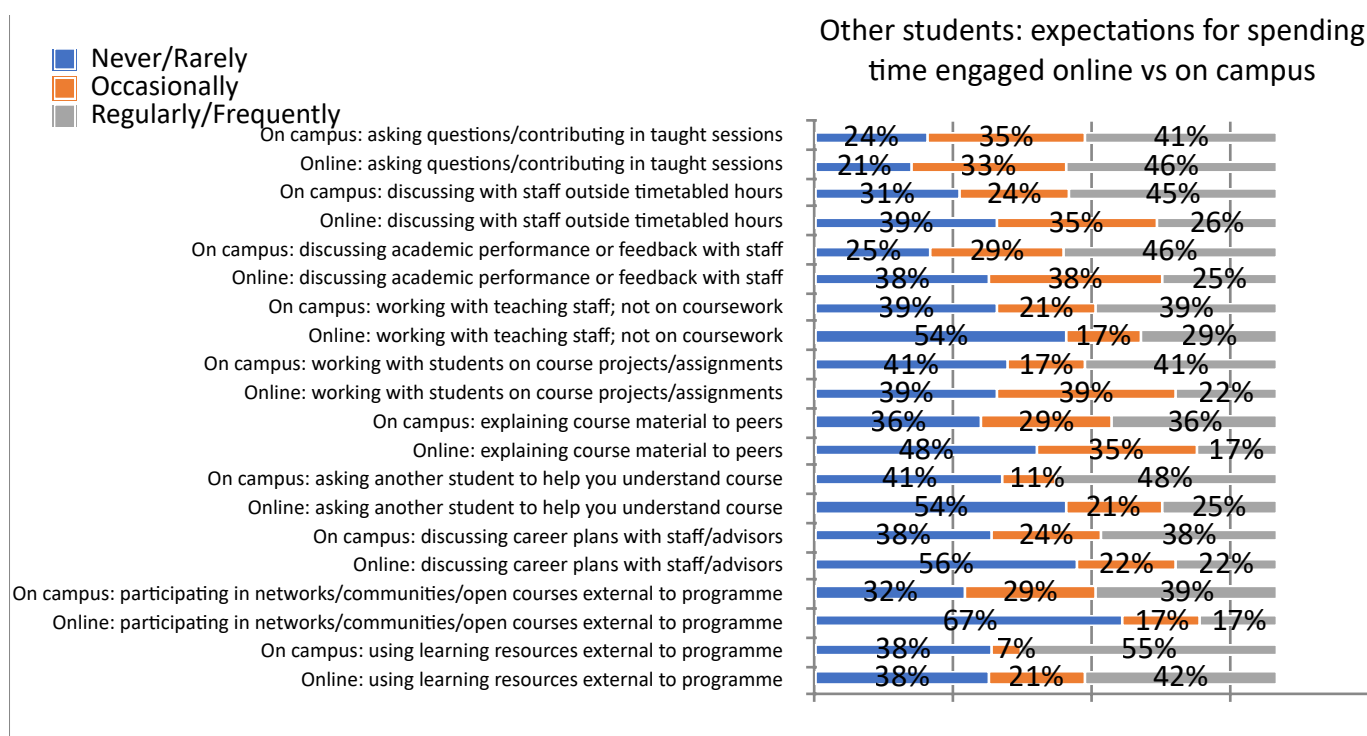 Other students: expectations for spending
time engaged online vs on campus
Never/Rarely
Occasionally
Regularly/Frequently
On campus: asking questions/contributing in taught sessions 24% 35% 41%
Online: asking questions/contributing in taught sessions 21% 33% 46%
On campus: discussing with staff outside timetabled hours 31% 24% 45%
Online: discussing with staff outside timetabled hours 39% 35% 26%
On campus: discussing academic performance or feedback with staff 25% 29% 46%
Online: discussing academic performance or feedback with staff 38% 38% 25%
On campus: working with teaching staff; not on coursework 39% 21% 39%
Online: working with teaching staff; not on coursework 54% 17% 29%
On campus: working with students on course projects/assignments 41% 17% 41%
Online: working with students on course projects/assignments 39% 39% 22%
On campus: explaining course material to peers 36% 29% 36%
Online: explaining course material to peers 48% 35% 17%
On campus: asking another student to help you understand course 41% 11% 48%
Online: asking another student to help you understand course 54% 21% 25%
On campus: discussing career plans with staff/advisors 38% 24% 38%
Online: discussing career plans with staff/advisors 56% 22% 22%
On campus: participating in networks/communities/open courses external to programme 32% 29% 39%
Online: participating in networks/communities/open courses external to programme 67% 17% 17%
On campus: using learning resources external to programme 38% 7% 55%
Online: using learning resources external to programme 38% 21% 42%